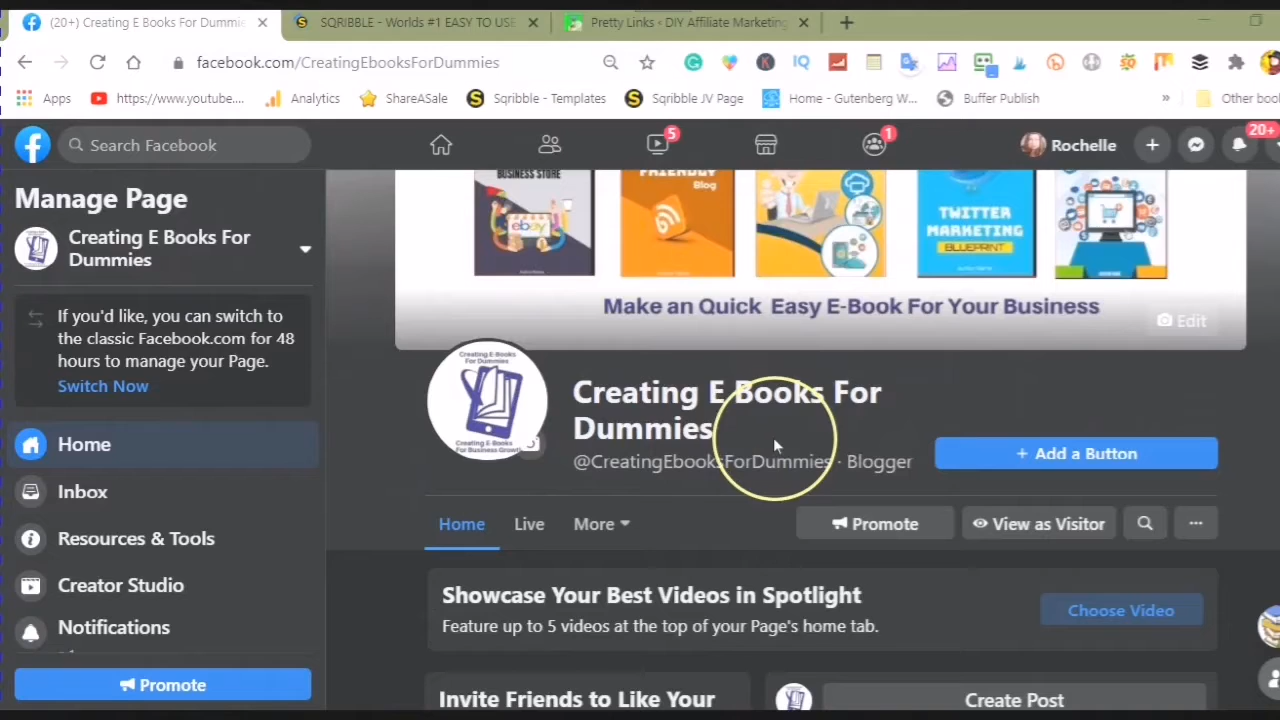 (20+) Creating E Books For Dummie
SQRIBBLE - Worlds #1 EASY TO USE
Pretty Links ‹ DIY Affiliate Marketing
facebook.com/CreatingEbooksForDummies
Apps
https://www.youtube....
Analytics
ShareASale
Sqribble - Templates
Sqribble JV Page
Home - Gutenberg W...
Buffer Publish
»
Other book
Search Facebook
5
1
Rochelle
20+
Manage Page
Creating E Books For
Dummies
If you'd like, you can switch to
the classic Facebook.com for 48
hours to manage your Page.
Switch Now
Home
Inbox
Resources & Tools
Creator Studio
Notifications
Promote
BUSINESS STORE
ebay
FRIENDLY
Blog
TWITTER
MARKETING
BLUEPRINT
Make an Quick Easy E-Book For Your Business
Edit
Creating E-Books
For Dummies
Creating E-Books
For Business Growth
Creating E Books For
Dummies
@CreatingEbooksForDummies · Blogger
+ Add a Button
Home
Live
More
Promote
View as Visitor
Showcase Your Best Videos in Spotlight
Feature up to 5 videos at the top of your Page's home tab.
Choose Video
Invite Friends to Like Your
Create Post